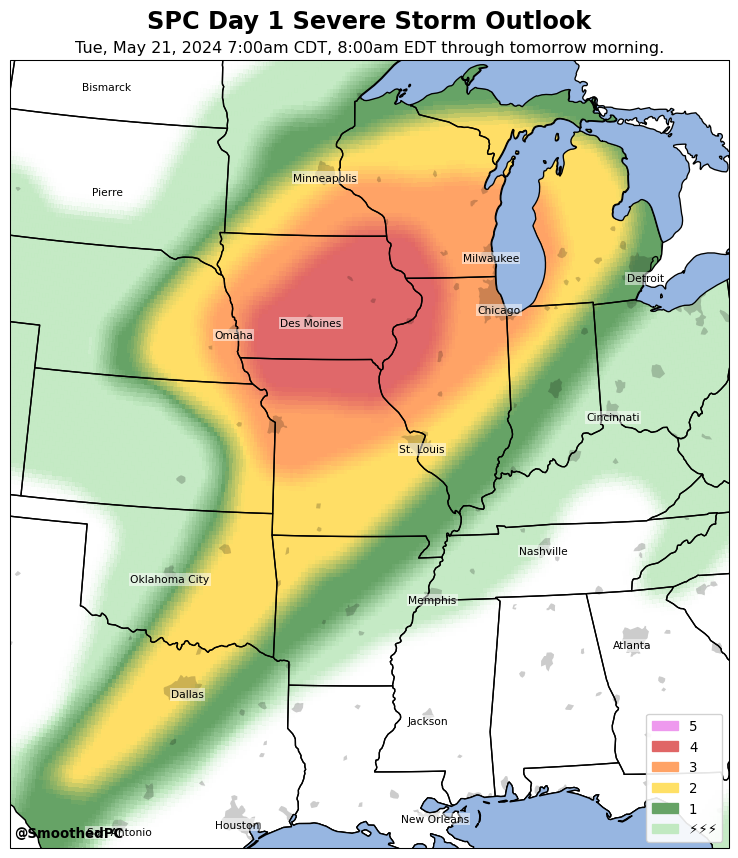 SPC Day 1 Severe Storm Outlook
Tue, May 21, 2024 7:00am CDT, 8:00am EDT through tomorrow morning.
Bismarck
Minneapolis
Pierre
Milwaukee
Detroit
Chicago
Des Moines
Omaha
Cincinnati
St. Louis
Nashville
Oklahoma City
Memphis
Atlanta
Dallas
Jackson
5
4
3
2
1
⚡⚡⚡
New Orleans
Houston
San Antonio
@SmoothedPC